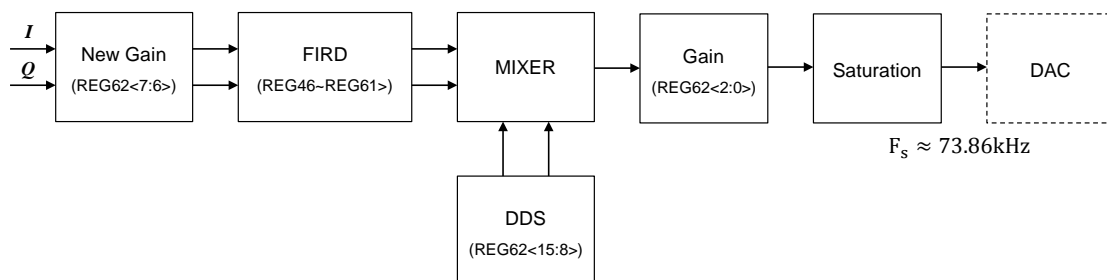 I
Q
New Gain
(REG62<7:6>)
FIRD
(REG46~REG61>)
MIXER
Gain
(REG62<2:0>)
Saturation
DAC
F_s ≈ 73.86kHz
DDS
(REG62<15:8>)